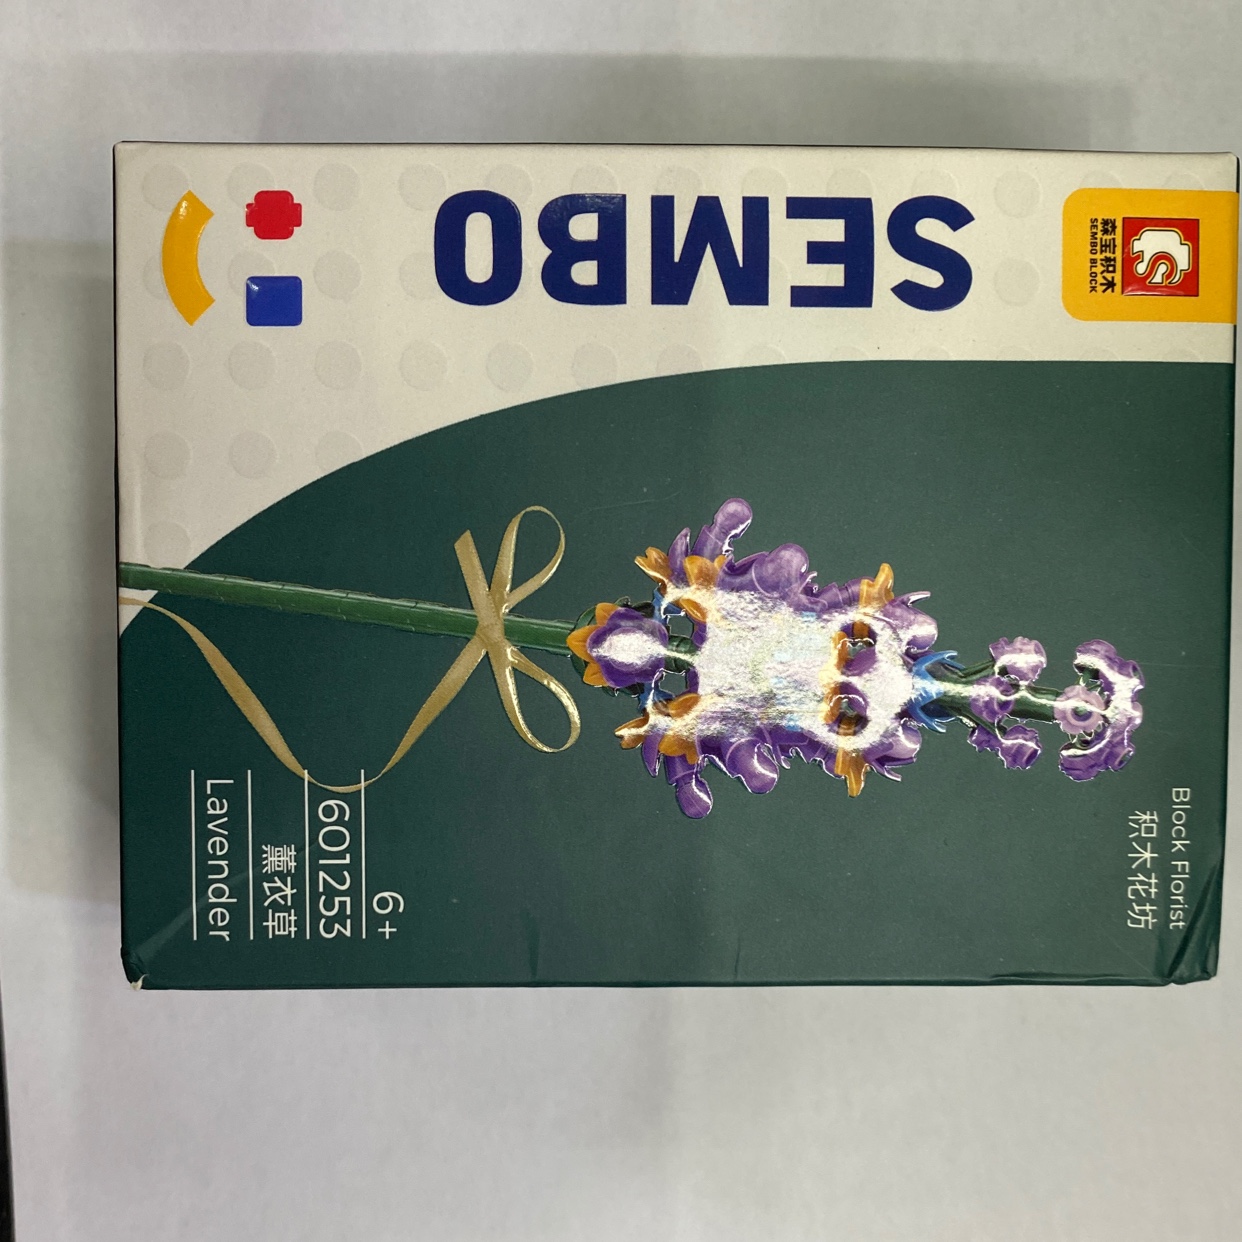 森宝积木
SEMBO BLOCK
SEMBO
Block Florist
积木花坊
6+
601253
薰衣草
Lavender